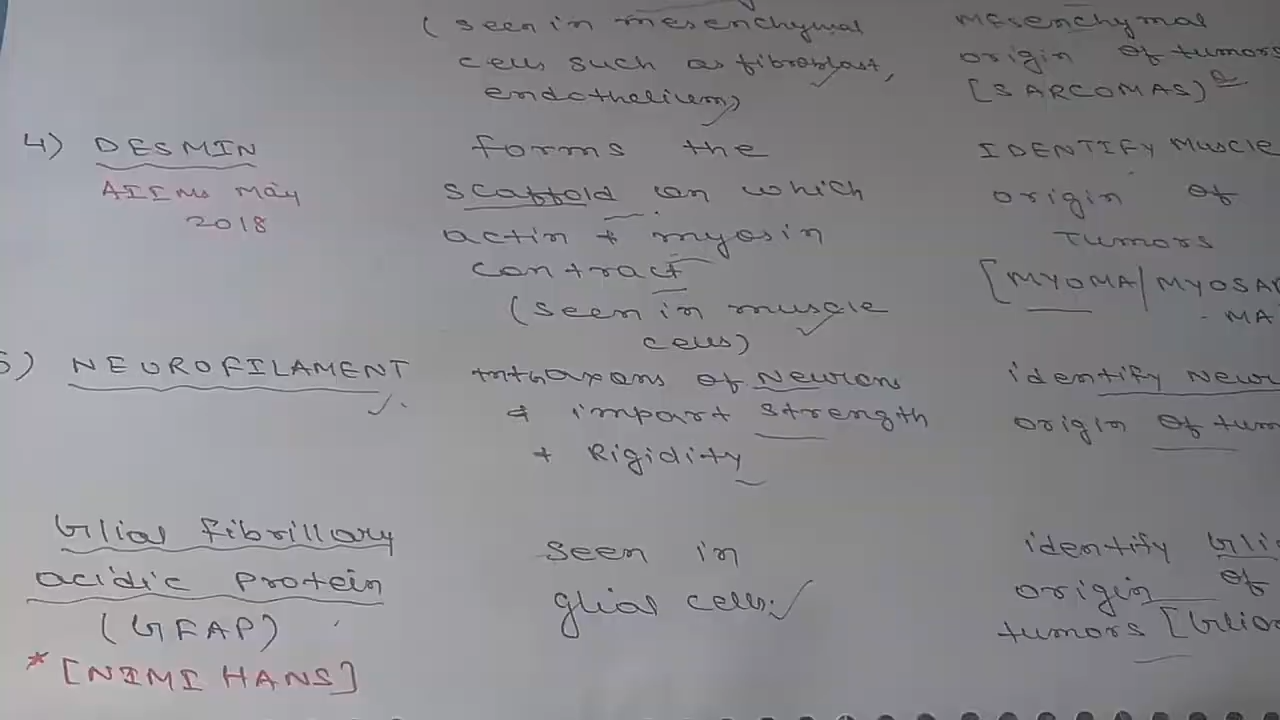 (seen in mesenchymal
cells such as fibroblast,
endothelium)
Mesenchymal
origin of tumors
[SARCOMAS)
4) DESMIN
AIIMS May
2018
forms the
scaffold on which
actin + myosin
contract
(seen in muscle
cells)
IDENTIFY Muscle
origin of
Tumors
[MYOMA/MYOSAR
MA
5) NEUROFILAMENT
axons of Neurons
& impart strength
+ Rigidity
identify Neur
origin of tum
Glial fibrillary
acidic protein
(GFAP)
* [NIMI HANS]
seen in
glial cells.
identify Gli
origin of
tumors [Glio